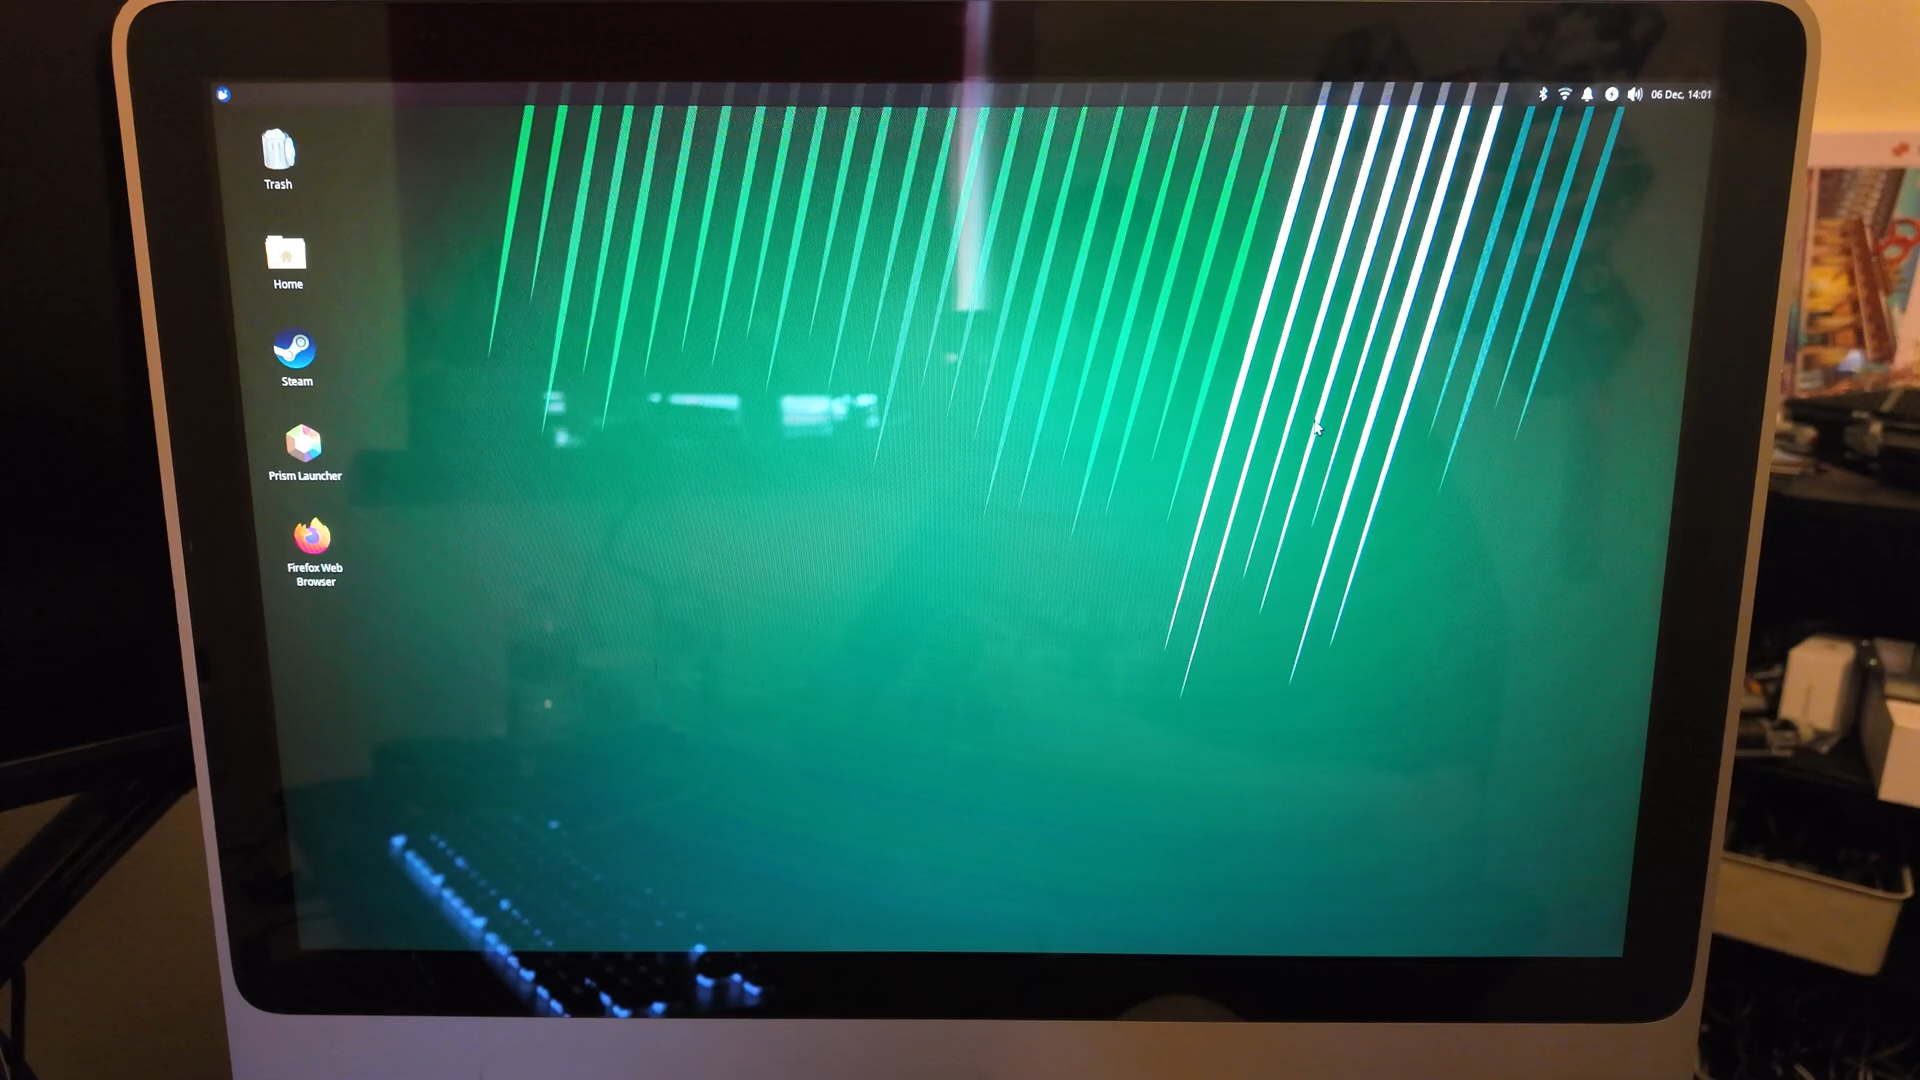 06 Dec, 14:01
Trash
Home
Steam
Prism Launcher
Firefox Web
Browser